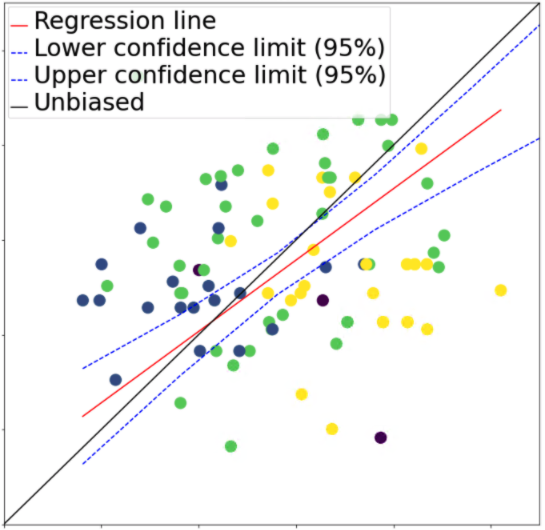 Regression line
Lower confidence limit (95%)
Upper confidence limit (95%)
Unbiased